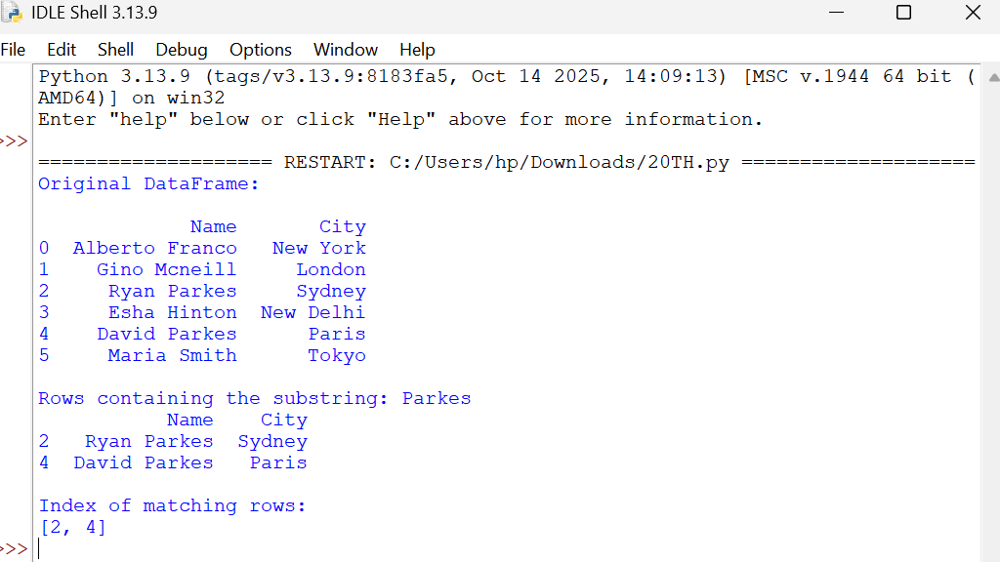 IDLE Shell 3.13.9
File Edit Shell Debug Options Window Help
Python 3.13.9 (tags/v3.13.9:8183fa5, Oct 14 2025, 14:09:13) [MSC v.1944 64 bit (
AMD64)] on win32
Enter "help" below or click "Help" above for more information.
>>>
==================== RESTART: C:/Users/hp/Downloads/20TH.py ====================
Original DataFrame:
Name City
0 Alberto Franco New York
1 Gino Mcneill London
2 Ryan Parkes Sydney
3 Esha Hinton New Delhi
4 David Parkes Paris
5 Maria Smith Tokyo
Rows containing the substring: Parkes
Name City
2 Ryan Parkes Sydney
4 David Parkes Paris
Index of matching rows:
[2, 4]
>>>